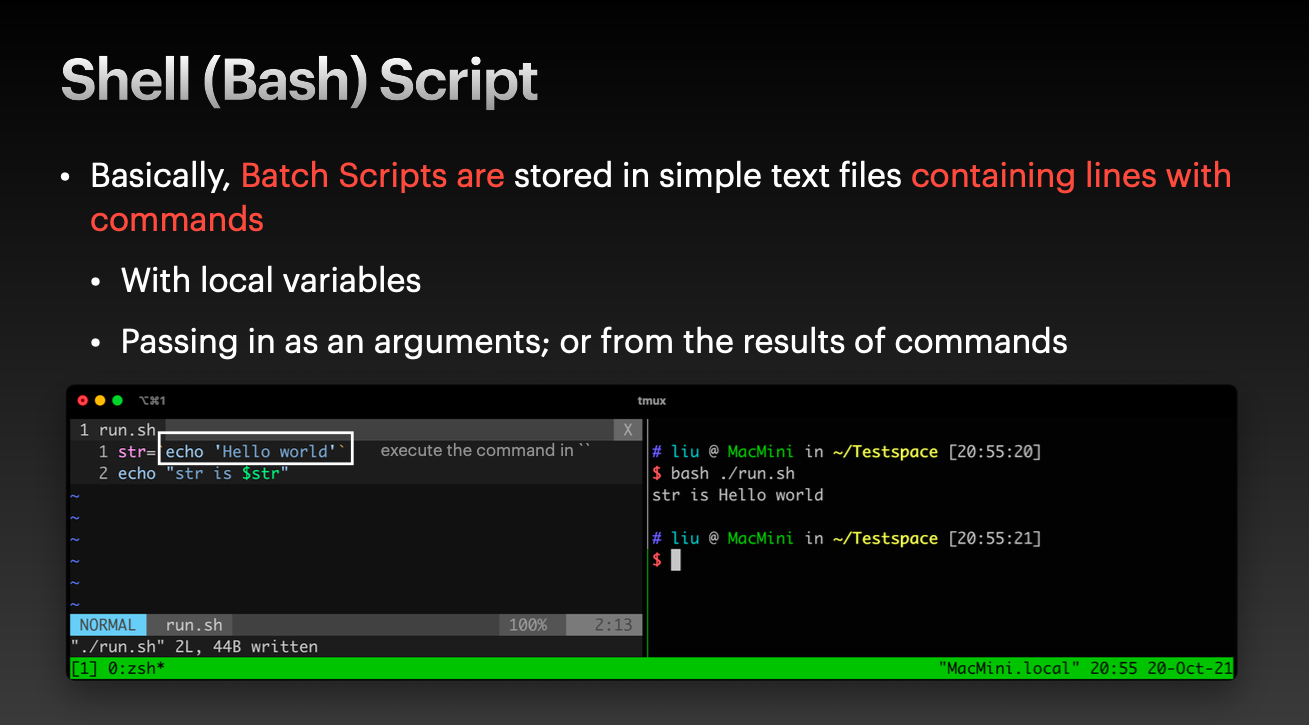 Shell (Bash) Script
• Basically, Batch Scripts are stored in simple text files containing lines with
commands
• With local variables
• Passing in as an arguments; or from the results of commands
⌥⌘1 tmux
1 run.sh X
1 str=`echo 'Hello world'` execute the command in ``
2 echo "str is $str"
~
~
~
~
~
~
NORMAL run.sh 100% 2:13
"./run.sh" 2L, 44B written
# liu @ MacMini in ~/Testspace [20:55:20]
$ bash ./run.sh
str is Hello world
# liu @ MacMini in ~/Testspace [20:55:21]
$
[1] 0:zsh* "MacMini.local" 20:55 20-Oct-21